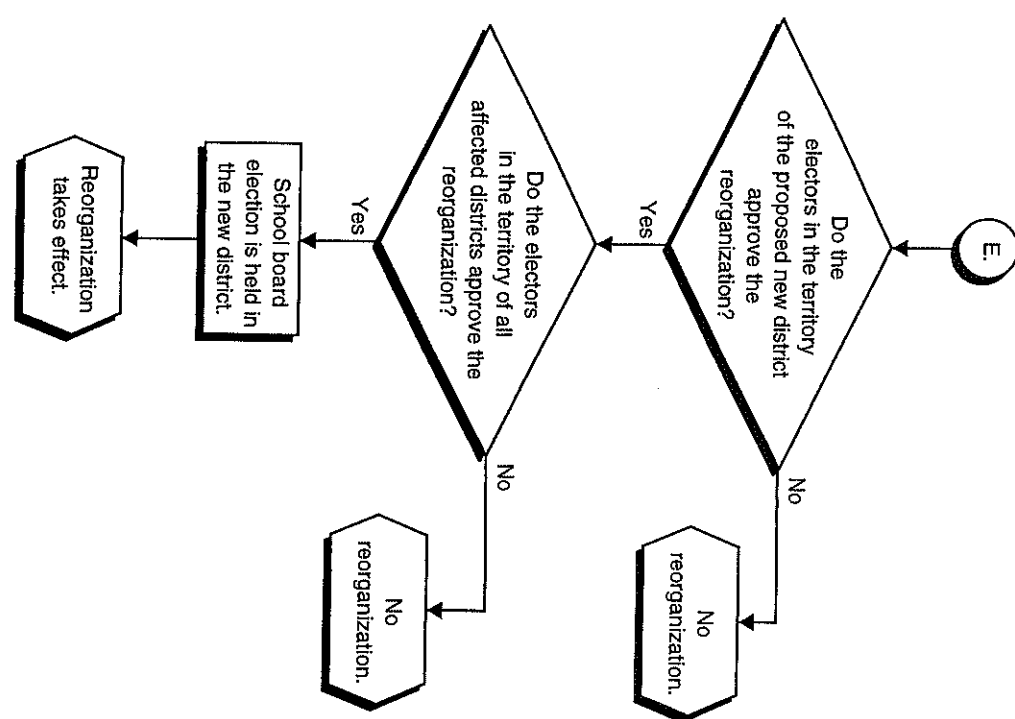 E.
Do the
electors in the territory
of the proposed new district
approve the
reorganization?
No
No
reorganization.
Yes
Do the electors
in the territory of all
affected districts approve the
reorganization?
No
No
reorganization.
Yes
School board
election is held in
the new district.
Reorganization
takes effect.